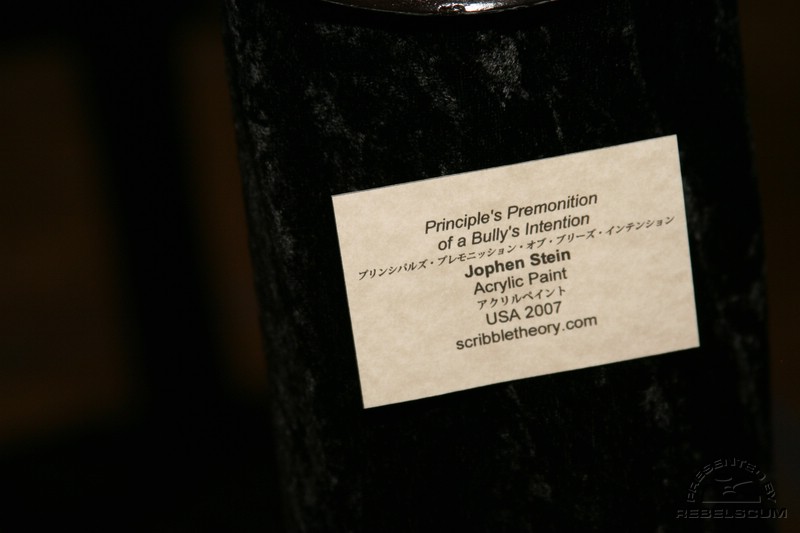 Principle's Premonition
of a Bully's Intention
プリンシパルズ・プレモニッション・オブ・ブリーズ・インテンション
Jophen Stein
Acrylic Paint
アクリルペイント
USA 2007
scribbletheory.com
PRESENTED BY
REBELSCUM